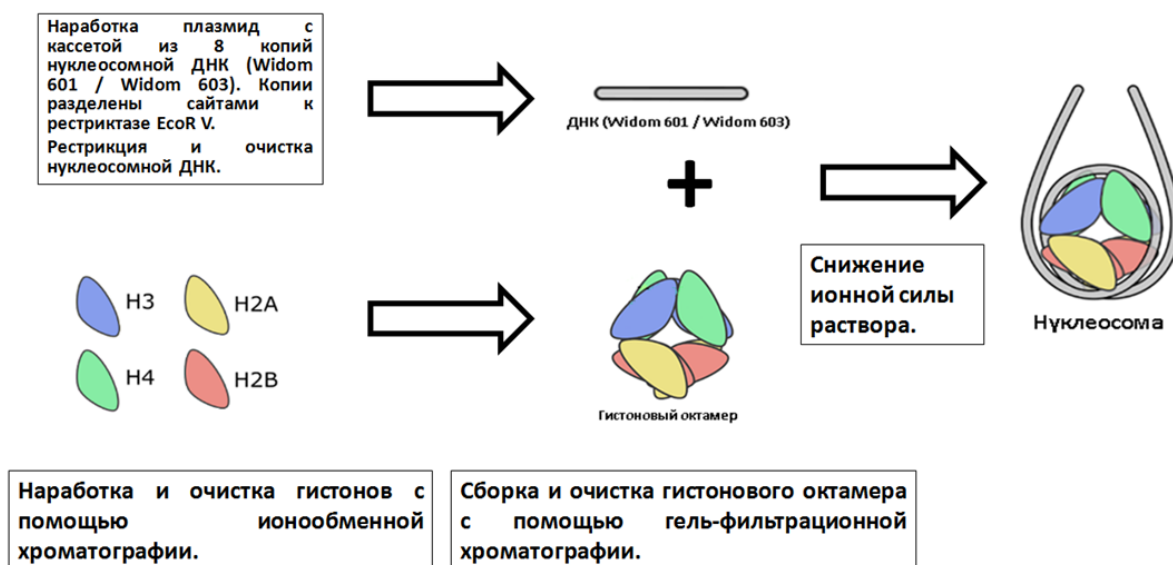 Наработка плазмид с
кассетой из 8 копий
нуклеосомной ДНК (Widom
601 / Widom 603). Копии
разделены сайтами к
рестриктазе EcoR V.
Рестрикция и очистка
нуклеосомной ДНК.
ДНК (Widom 601 / Widom 603)
+
Снижение
ионной силы
раствора.
Нуклеосома
H3
H2A
H4
H2B
Гистоновый октамер
Наработка и очистка гистонов с
помощью ионообменной
хроматографии.
Сборка и очистка гистонового октамера
с помощью гель-фильтрационной
хроматографии.